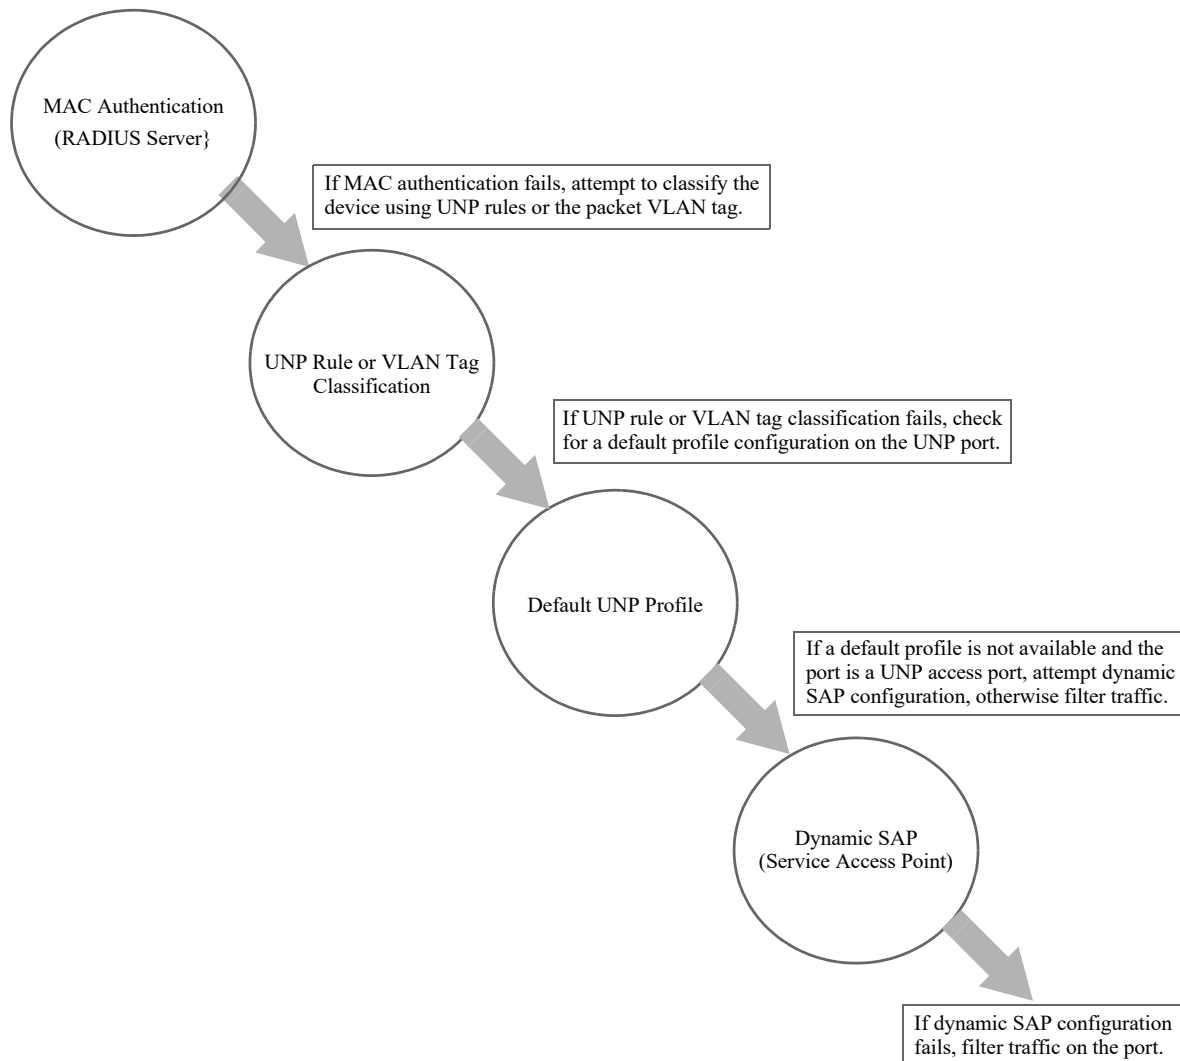 MAC Authentication
(RADIUS Server}
If MAC authentication fails, attempt to classify the
device using UNP rules or the packet VLAN tag.
UNP Rule or VLAN Tag
Classification
If UNP rule or VLAN tag classification fails, check
for a default profile configuration on the UNP port.
Default UNP Profile
If a default profile is not available and the
port is a UNP access port, attempt dynamic
SAP configuration, otherwise filter traffic.
Dynamic SAP
(Service Access Point)
If dynamic SAP configuration
fails, filter traffic on the port.